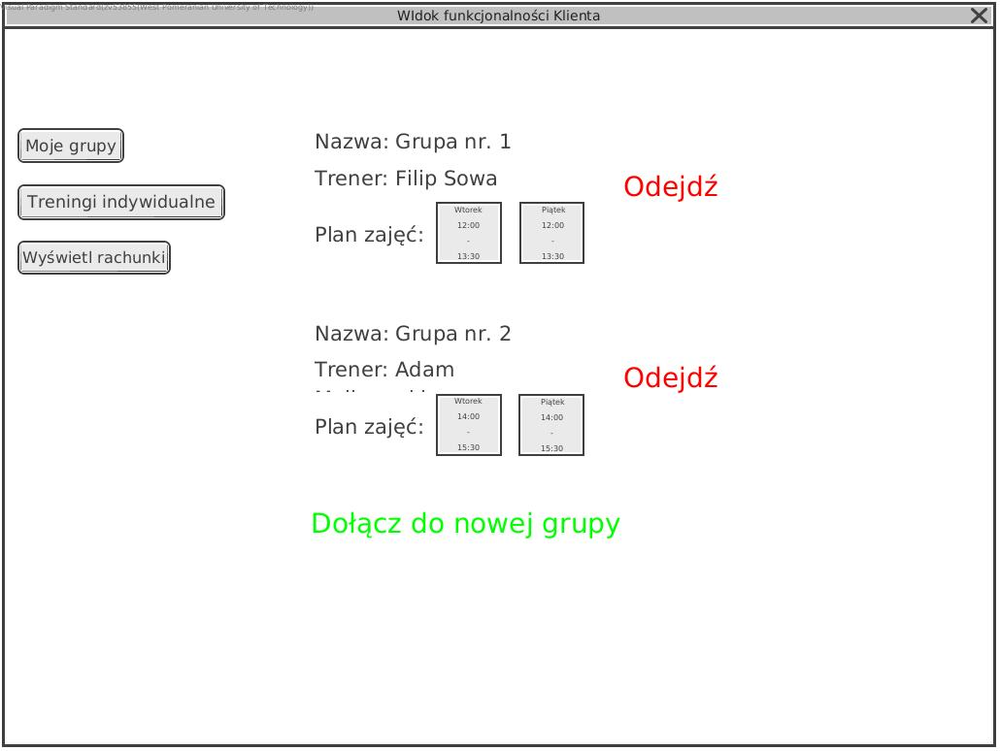 Visual Paradigm Standard(zv53855(West Pomeranian University of Technology))
WIdok funkcjonalności Klienta
Moje grupy
Treningi indywidualne
Wyświetl rachunki
Nazwa: Grupa nr. 1
Trener: Filip Sowa
Odejdź
Plan zajęć:
Wtorek
12:00
-
13:30
Piątek
12:00
-
13:30
Nazwa: Grupa nr. 2
Trener: Adam
Odejdź
Plan zajęć:
Wtorek
14:00
-
15:30
Piątek
14:00
-
15:30
Dołącz do nowej grupy